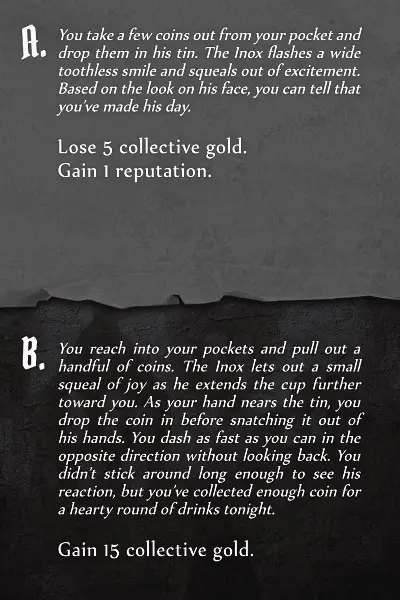 A. You take a few coins out from your pocket and
drop them in his tin. The Inox flashes a wide
toothless smile and squeals out of excitement.
Based on the look on his face, you can tell that
you've made his day.
Lose 5 collective gold.
Gain 1 reputation.
B. You reach into your pockets and pull out a
handful of coins. The Inox lets out a small
squeal of joy as he extends the cup further
toward you. As your hand nears the tin, you
drop the coin in before snatching it out of
his hands. You dash as fast as you can in the
opposite direction without looking back. You
didn't stick around long enough to see his
reaction, but you've collected enough coin for
a hearty round of drinks tonight.
Gain 15 collective gold.